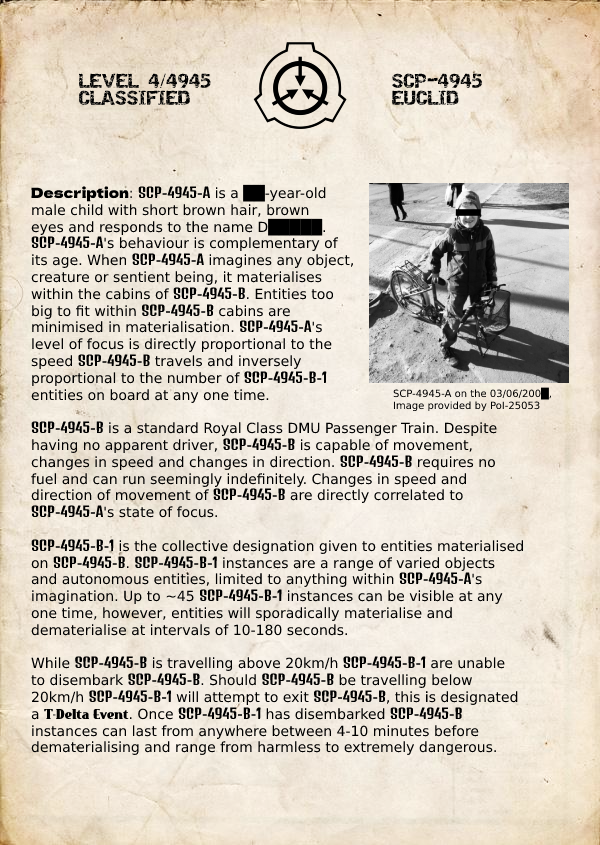 LEVEL 4/4945
CLASSIFIED
SCP-4945
EUCLID
Description: SCP-4945-A is a ██-year-old
male child with short brown hair, brown
eyes and responds to the name D█████.
SCP-4945-A's behaviour is complementary of
its age. When SCP-4945-A imagines any object,
creature or sentient being, it materialises
within the cabins of SCP-4945-B. Entities too
big to fit within SCP-4945-B cabins are
minimised in materialisation. SCP-4945-A's
level of focus is directly proportional to the
speed SCP-4945-B travels and inversely
proportional to the number of SCP-4945-B-1
entities on board at any one time.
SCP-4945-A on the 03/06/200█.
Image provided by PoI-25053
SCP-4945-B is a standard Royal Class DMU Passenger Train. Despite
having no apparent driver, SCP-4945-B is capable of movement,
changes in speed and changes in direction. SCP-4945-B requires no
fuel and can run seemingly indefinitely. Changes in speed and
direction of movement of SCP-4945-B are directly correlated to
SCP-4945-A's state of focus.
SCP-4945-B-1 is the collective designation given to entities materialised
on SCP-4945-B. SCP-4945-B-1 instances are a range of varied objects
and autonomous entities, limited to anything within SCP-4945-A's
imagination. Up to ~45 SCP-4945-B-1 instances can be visible at any
one time, however, entities will sporadically materialise and
dematerialise at intervals of 10-180 seconds.
While SCP-4945-B is travelling above 20km/h SCP-4945-B-1 are unable
to disembark SCP-4945-B. Should SCP-4945-B be travelling below
20km/h SCP-4945-B-1 will attempt to exit SCP-4945-B, this is designated
a T-Delta Event. Once SCP-4945-B-1 has disembarked SCP-4945-B
instances can last from anywhere between 4-10 minutes before
dematerialising and range from harmless to extremely dangerous.